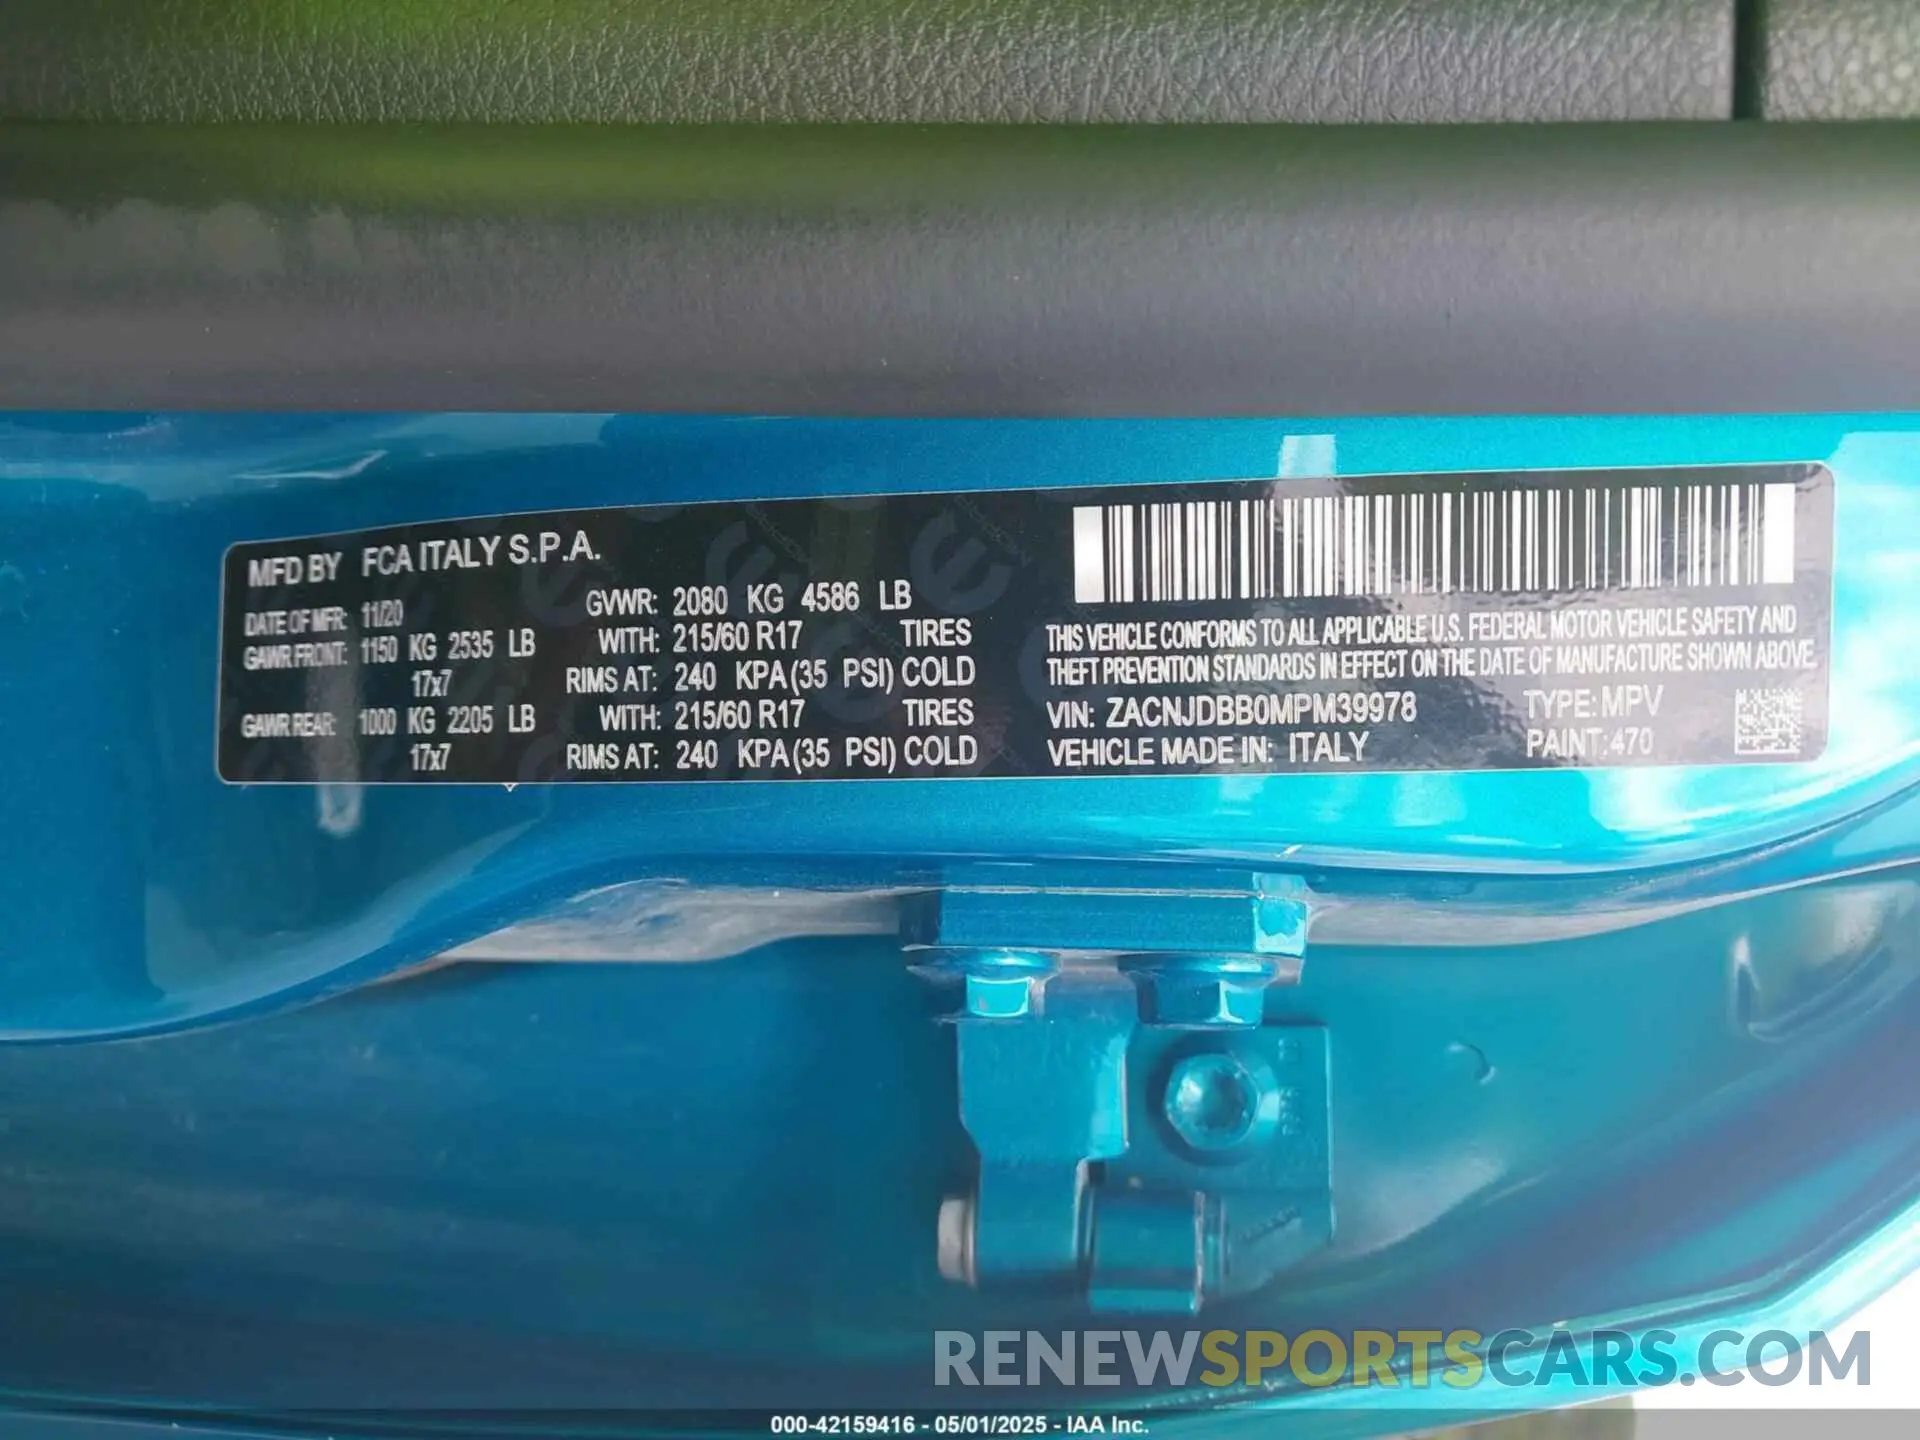 MFD BY FCA ITALY S.P.A.
DATE OF MFR: 11/20 GVWR: 2080 KG 4586 LB
GAWR FRONT: 1150 KG 2535 LB WITH: 215/60 R17 TIRES
17x7 RIMS AT: 240 KPA (35 PSI) COLD
GAWR REAR: 1000 KG 2205 LB WITH: 215/60 R17 TIRES
17x7 RIMS AT: 240 KPA (35 PSI) COLD
THIS VEHICLE CONFORMS TO ALL APPLICABLE U.S. FEDERAL MOTOR VEHICLE SAFETY AND
THEFT PREVENTION STANDARDS IN EFFECT ON THE DATE OF MANUFACTURE SHOWN ABOVE.
VIN: ZACNJDBB0MPM39978 TYPE: MPV
VEHICLE MADE IN: ITALY PAINT: 470
RENEWSPORTSCARS.COM
000-42159416 - 05/01/2025 - IAA Inc.